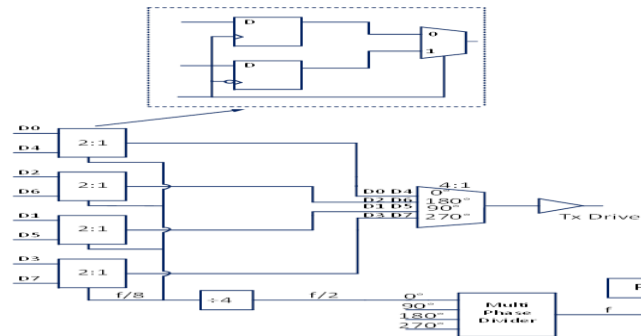 D
0
1
D
D0
2:1
D4
D2
2:1
D6
D1
2:1
D5
D3
2:1
D7
4:1
D0 D4 0°
D2 D6 180°
D1 D5 90°
D3 D7 270°
Tx Drive
f/8
÷4
f/2
0°
90°
180°
270°
Multi
Phase
Divider
f